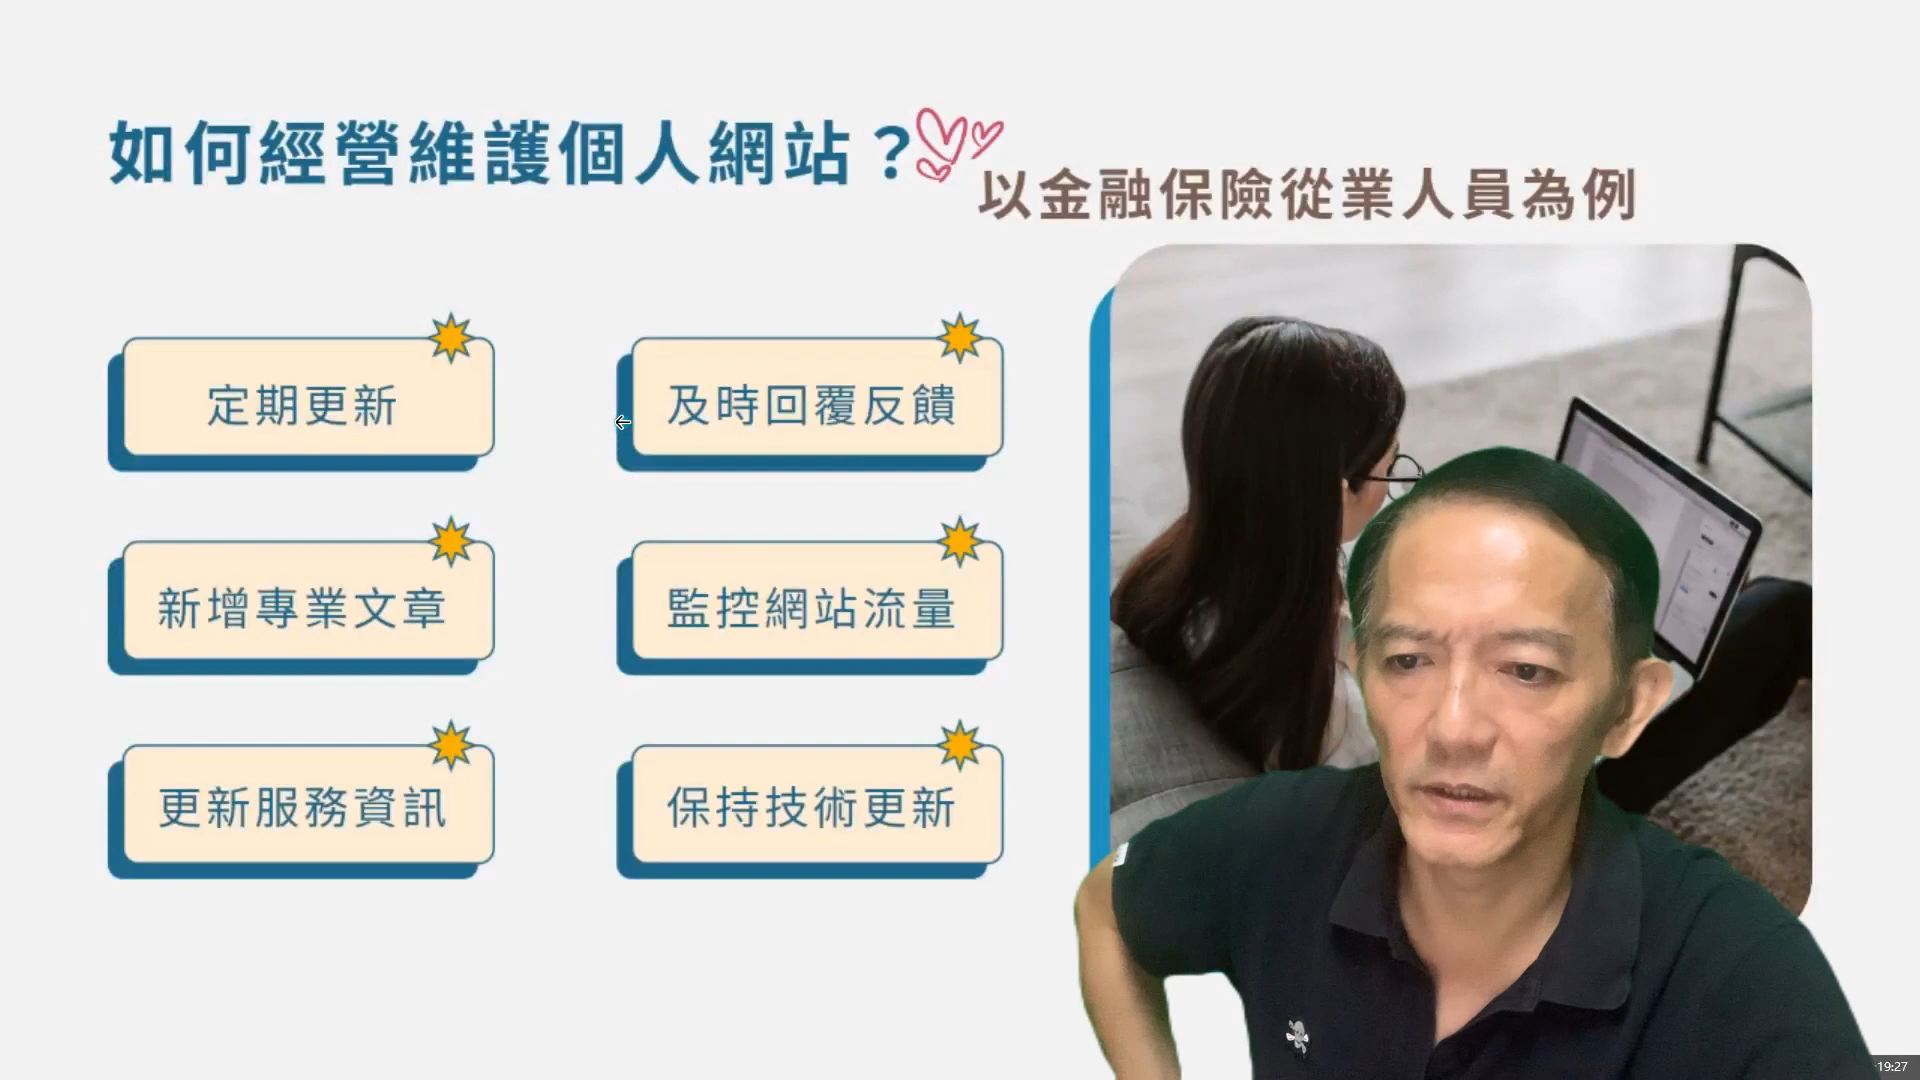 如何經營維護個人網站？
以金融保險從業人員為例
定期更新
及時回覆反饋
新增專業文章
監控網站流量
更新服務資訊
保持技術更新
19:27